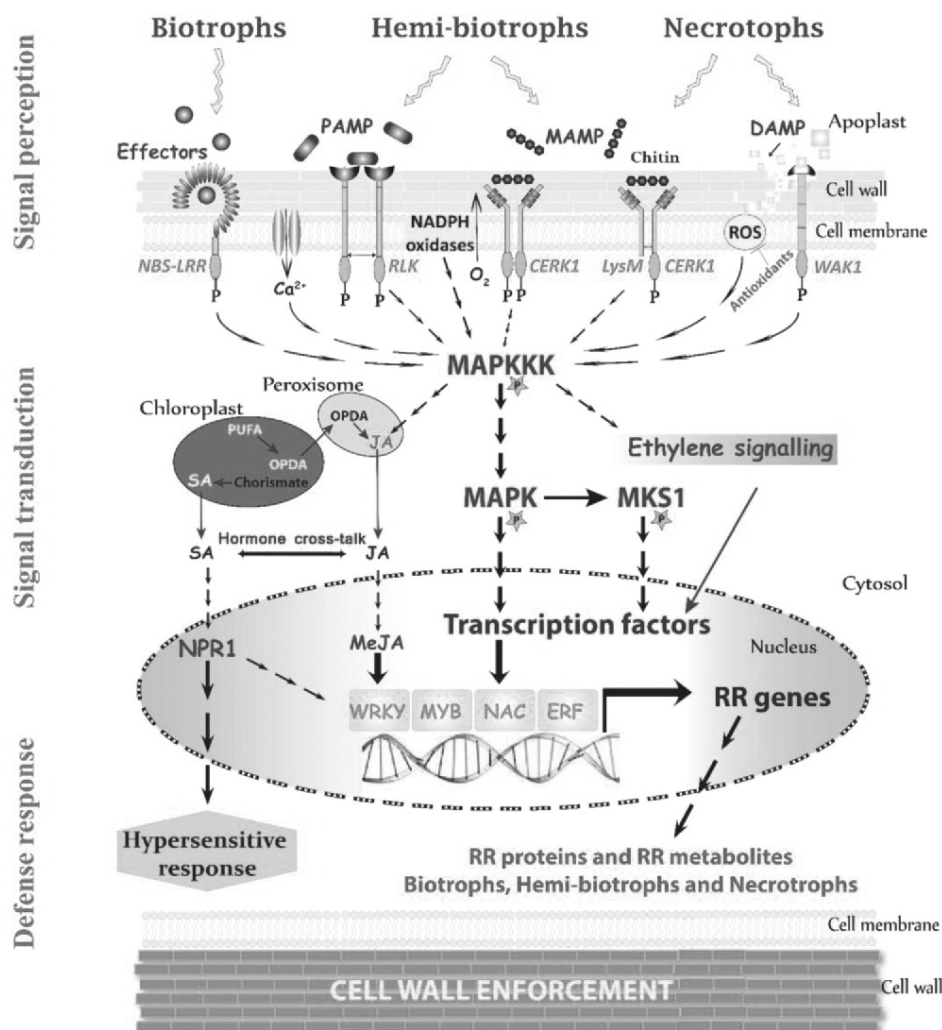 Biotrophs
Hemi-biotrophs
Necrotophs
Signal perception
PAMP
MAMP
DAMP
Apoplast
Effectors
Chitin
Cell wall
NADPH
oxidases
ROS
Cell membrane
NBS-LRR
Ca²⁺
RLK
O₂
CERK1
LysM
CERK1
Antioxidants
WAK1
P
P
P
P
P
P
P
MAPKKK
P
Signal transduction
Peroxisome
Chloroplast
OPDA
PUFA
JA
OPDA
SA
Chorismate
Ethylene signalling
MAPK
MKS1
P
P
Hormone cross-talk
SA
JA
Cytosol
Transcription factors
NPR1
MeJA
Nucleus
WRKY
MYB
NAC
ERF
RR genes
Defense response
Hypersensitive
response
RR proteins and RR metabolites
Biotrophs, Hemi-biotrophs and Necrotrophs
Cell membrane
CELL WALL ENFORCEMENT
Cell wall